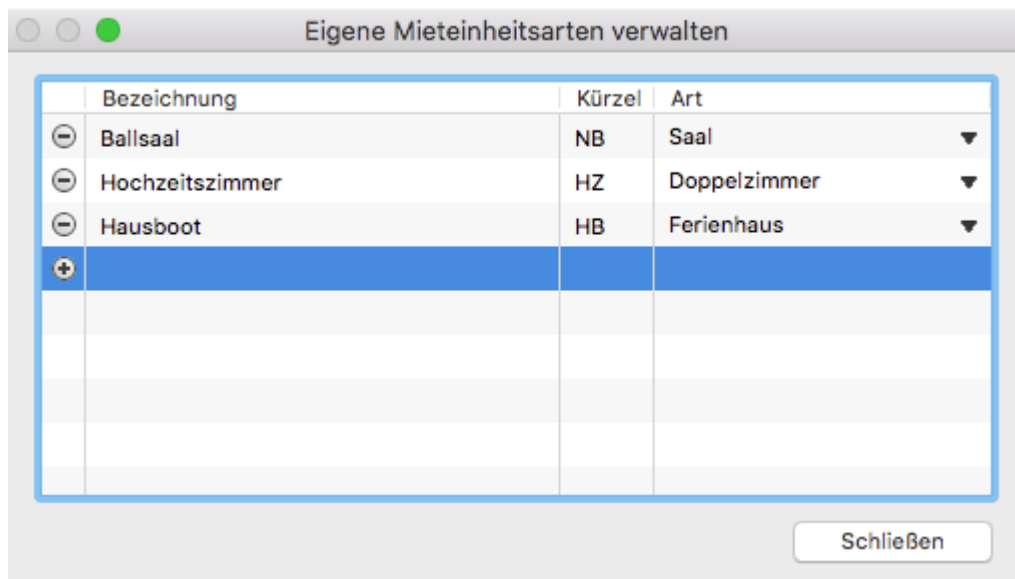 Eigene Mieteinheitsarten verwalten
Bezeichnung Kürzel Art
Ballsaal NB Saal
Hochzeitszimmer HZ Doppelzimmer
Hausboot HB Ferienhaus
Schließen